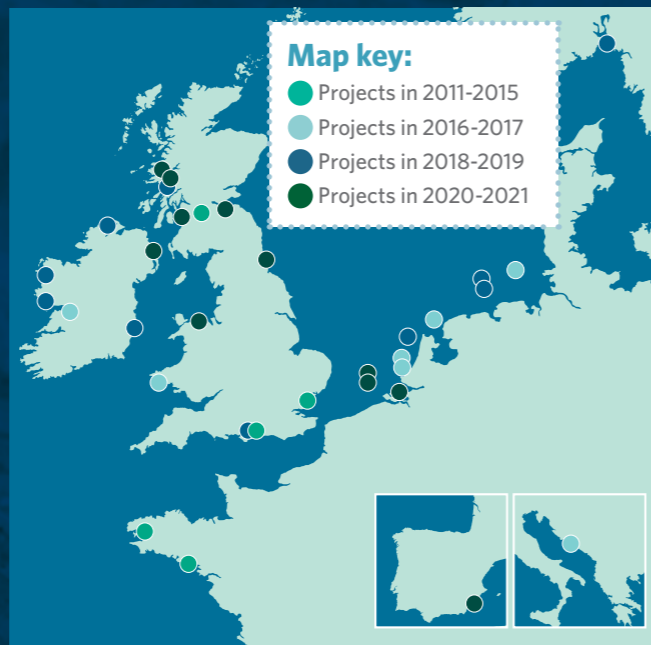 Map key:
Projects in 2011-2015
Projects in 2016-2017
Projects in 2018-2019
Projects in 2020-2021